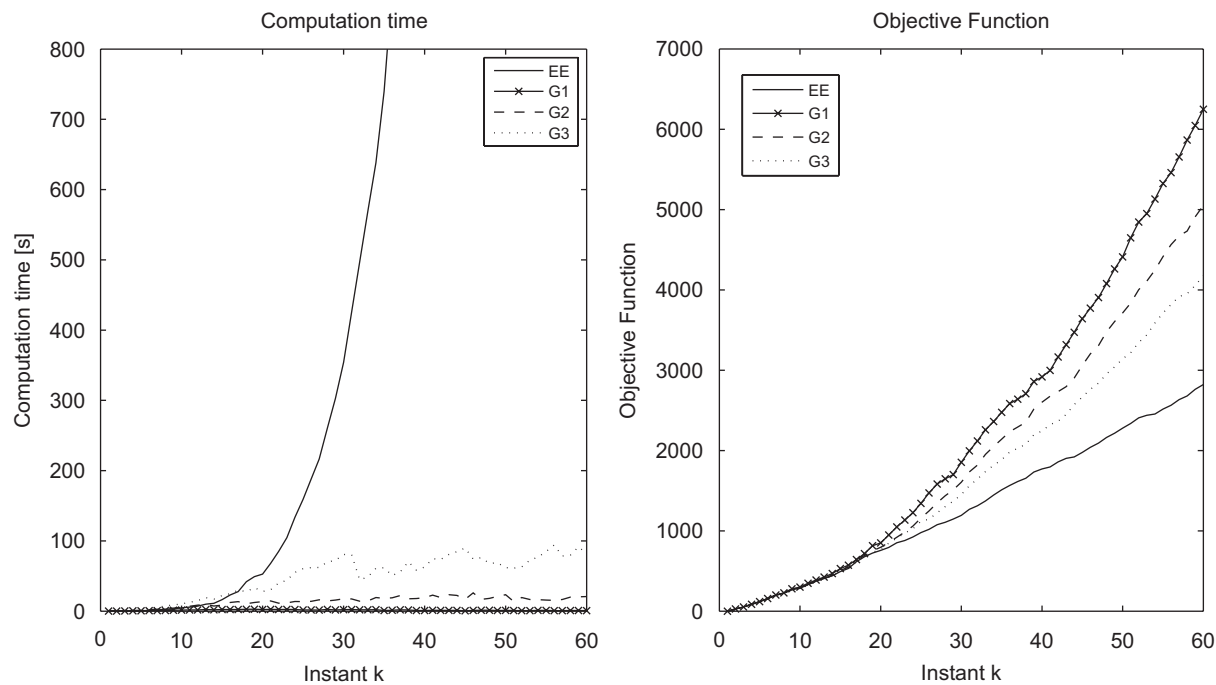 Computation time
800
700
600
500
400
300
200
100
0
0 10 20 30 40 50 60
Computation time [s]
Instant k
EE
G1
G2
G3
Objective Function
7000
6000
5000
4000
3000
2000
1000
0
0 10 20 30 40 50 60
Objective Function
Instant k
EE
G1
G2
G3